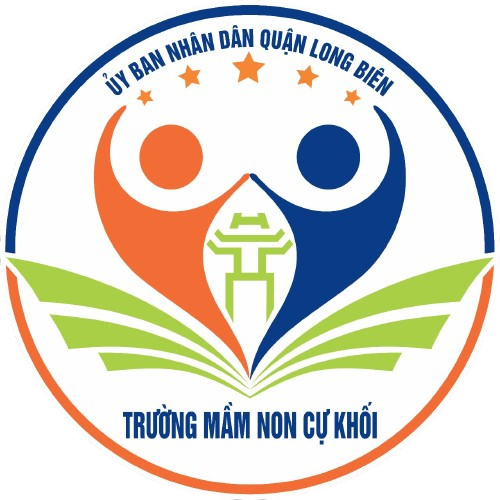 ỦY BAN NHÂN DÂN QUẬN LONG BIÊN
TRƯỜNG MẦM NON CỰ KHỐI